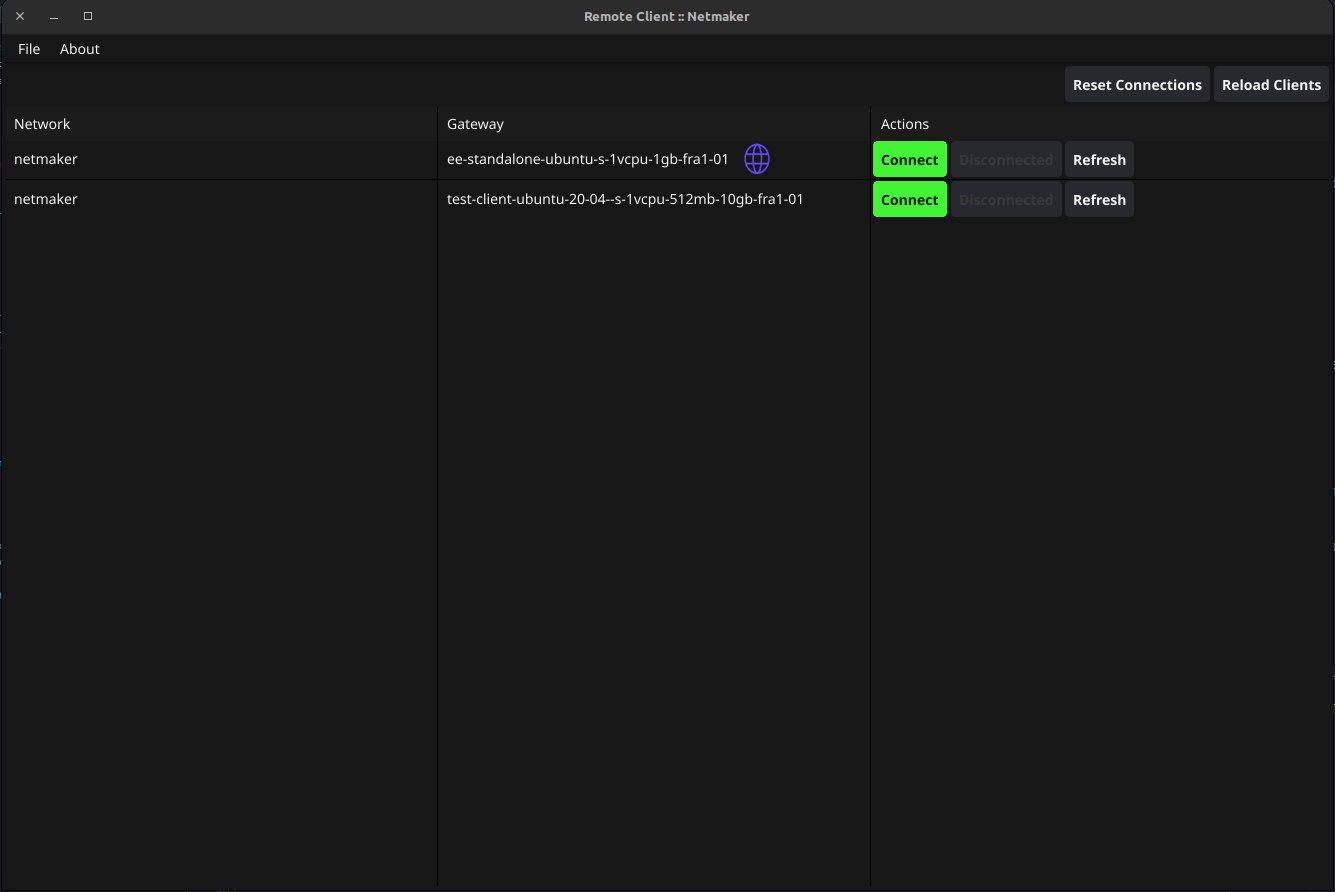 Remote Client :: Netmaker
File About
Reset Connections Reload Clients
Network Gateway Actions
netmaker ee-standalone-ubuntu-s-1vcpu-1gb-fra1-01 Connect Disconnected Refresh
netmaker test-client-ubuntu-20-04--s-1vcpu-512mb-10gb-fra1-01 Connect Disconnected Refresh